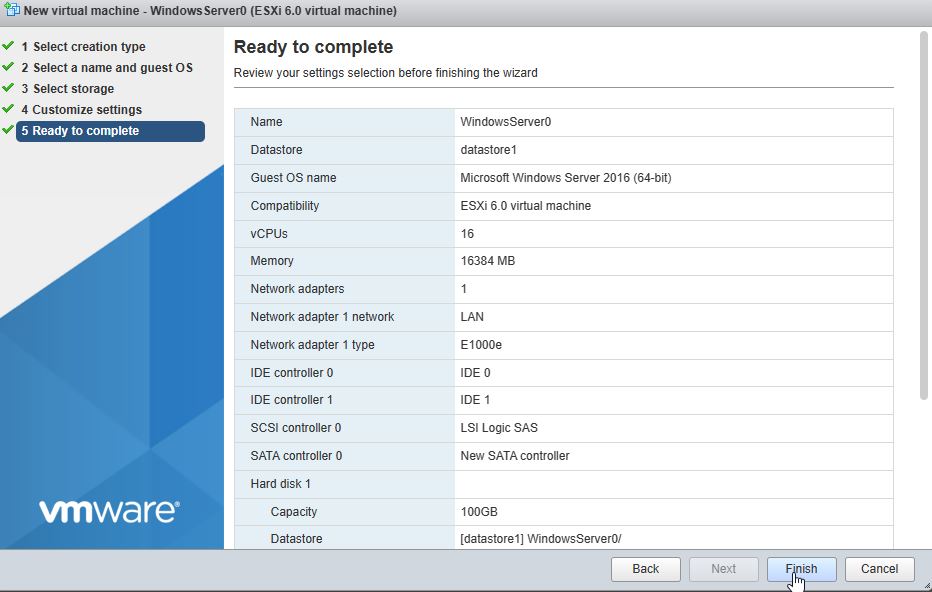 New virtual machine - WindowsServer0 (ESXi 6.0 virtual machine)
1 Select creation type
2 Select a name and guest OS
3 Select storage
4 Customize settings
5 Ready to complete
vmware®
Ready to complete
Review your settings selection before finishing the wizard
Name WindowsServer0
Datastore datastore1
Guest OS name Microsoft Windows Server 2016 (64-bit)
Compatibility ESXi 6.0 virtual machine
vCPUs 16
Memory 16384 MB
Network adapters 1
Network adapter 1 network LAN
Network adapter 1 type E1000e
IDE controller 0 IDE 0
IDE controller 1 IDE 1
SCSI controller 0 LSI Logic SAS
SATA controller 0 New SATA controller
Hard disk 1
Capacity 100GB
Datastore [datastore1] WindowsServer0/
Back Next Finish Cancel